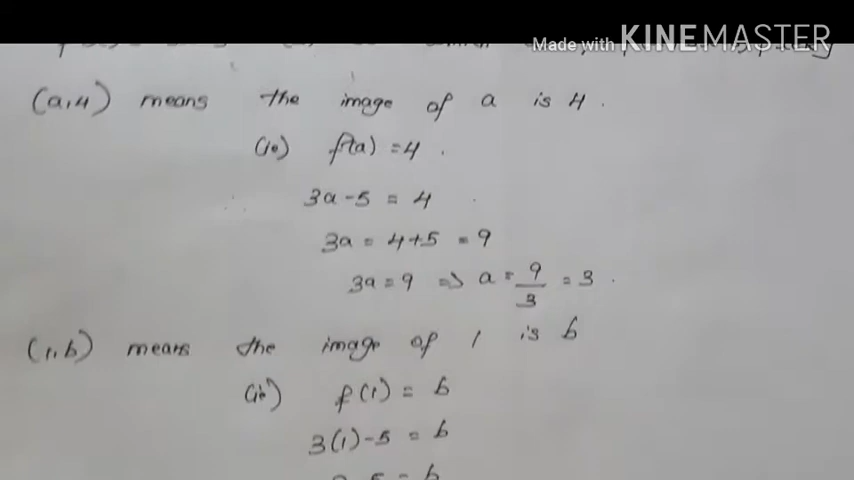 Made with KINEMASTER
(a,4) means the image of a is 4.
(ie) f(a) = 4.
3a - 5 = 4
3a = 4+5 = 9
3a = 9 => a = 9/3 = 3.
(1,b) means the image of 1 is b
(ie) f(1) = b
3(1) - 5 = b